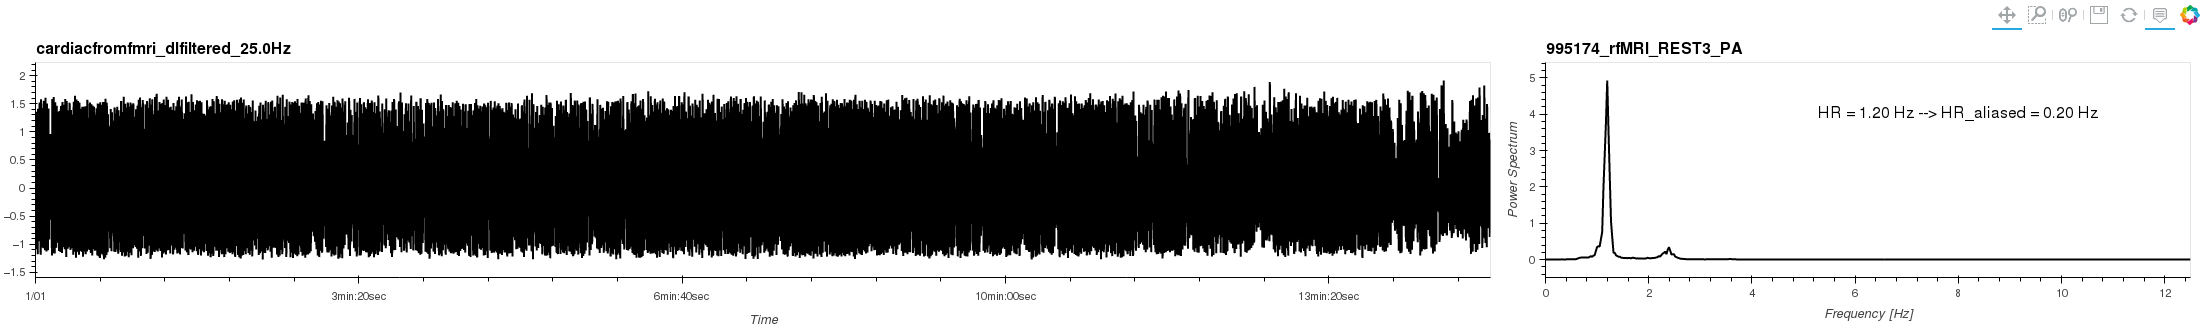 cardiacfromfmri_dlfiltered_25.0Hz
2
1.5
1
0.5
0
−0.5
−1
−1.5
1/01
3min:20sec
6min:40sec
10min:00sec
13min:20sec
Time
995174_rfMRI_REST3_PA
Power Spectrum
5
4
3
2
1
0
HR = 1.20 Hz --> HR_aliased = 0.20 Hz
0
2
4
6
8
10
12
Frequency [Hz]